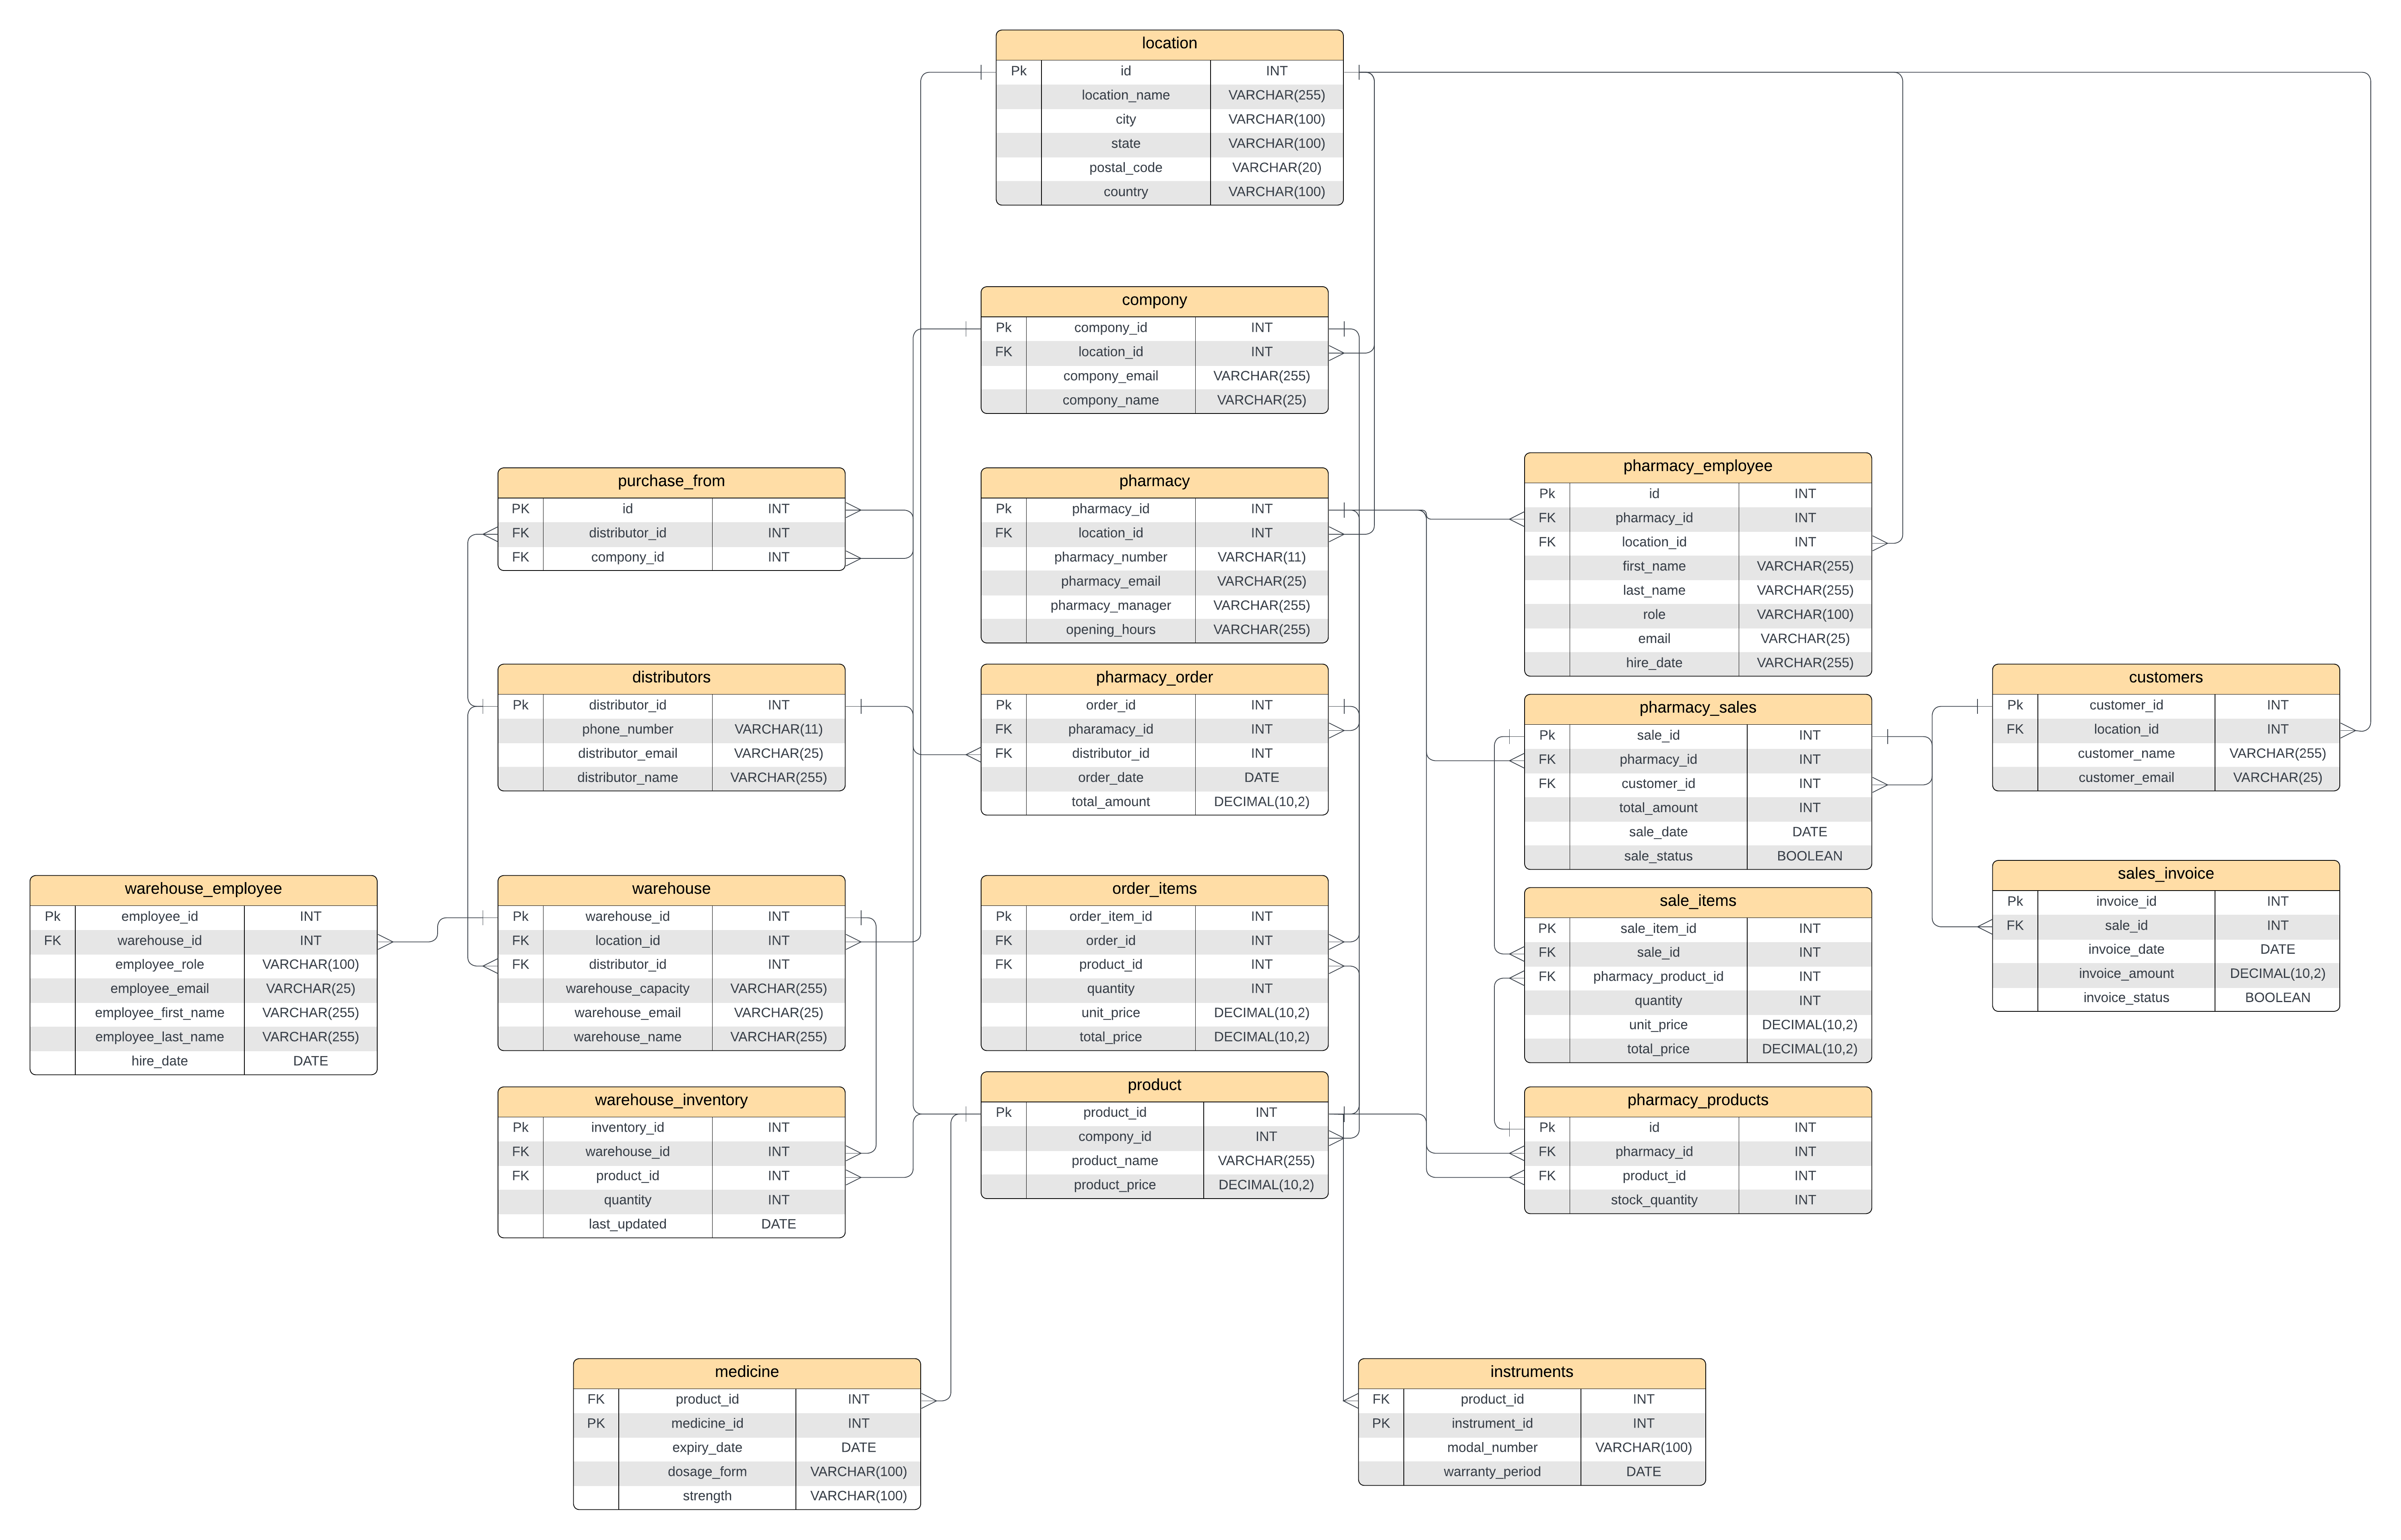 location
Pk id INT
location_name VARCHAR(255)
city VARCHAR(100)
state VARCHAR(100)
postal_code VARCHAR(20)
country VARCHAR(100)
compony
Pk compony_id INT
FK location_id INT
compony_email VARCHAR(255)
compony_name VARCHAR(25)
purchase_from
PK id INT
FK distributor_id INT
FK compony_id INT
pharmacy
Pk pharmacy_id INT
FK location_id INT
pharmacy_number VARCHAR(11)
pharmacy_email VARCHAR(25)
pharmacy_manager VARCHAR(255)
opening_hours VARCHAR(255)
pharmacy_employee
Pk id INT
FK pharmacy_id INT
FK location_id INT
first_name VARCHAR(255)
last_name VARCHAR(255)
role VARCHAR(100)
email VARCHAR(25)
hire_date VARCHAR(255)
distributors
Pk distributor_id INT
phone_number VARCHAR(11)
distributor_email VARCHAR(25)
distributor_name VARCHAR(255)
pharmacy_order
Pk order_id INT
FK pharamacy_id INT
FK distributor_id INT
order_date DATE
total_amount DECIMAL(10,2)
pharmacy_sales
Pk sale_id INT
FK pharmacy_id INT
FK customer_id INT
total_amount INT
sale_date DATE
sale_status BOOLEAN
customers
Pk customer_id INT
FK location_id INT
customer_name VARCHAR(255)
customer_email VARCHAR(25)
warehouse_employee
Pk employee_id INT
FK warehouse_id INT
employee_role VARCHAR(100)
employee_email VARCHAR(25)
employee_first_name VARCHAR(255)
employee_last_name VARCHAR(255)
hire_date DATE
warehouse
Pk warehouse_id INT
FK location_id INT
FK distributor_id INT
warehouse_capacity VARCHAR(255)
warehouse_email VARCHAR(25)
warehouse_name VARCHAR(255)
order_items
Pk order_item_id INT
FK order_id INT
FK product_id INT
quantity INT
unit_price DECIMAL(10,2)
total_price DECIMAL(10,2)
sale_items
PK sale_item_id INT
FK sale_id INT
FK pharmacy_product_id INT
quantity INT
unit_price DECIMAL(10,2)
total_price DECIMAL(10,2)
sales_invoice
Pk invoice_id INT
FK sale_id INT
invoice_date DATE
invoice_amount DECIMAL(10,2)
invoice_status BOOLEAN
warehouse_inventory
Pk inventory_id INT
FK warehouse_id INT
FK product_id INT
quantity INT
last_updated DATE
product
Pk product_id INT
compony_id INT
product_name VARCHAR(255)
product_price DECIMAL(10,2)
pharmacy_products
Pk id INT
FK pharmacy_id INT
FK product_id INT
stock_quantity INT
medicine
FK product_id INT
PK medicine_id INT
expiry_date DATE
dosage_form VARCHAR(100)
strength VARCHAR(100)
instruments
FK product_id INT
PK instrument_id INT
modal_number VARCHAR(100)
warranty_period DATE